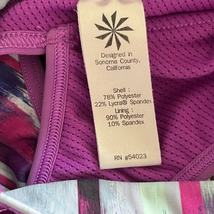 Designed in
Sonoma County,
California
Shell :
78% Polyester
22% Lycra® Spandex
Lining :
90% Polyester
10% Spandex
RN #54023